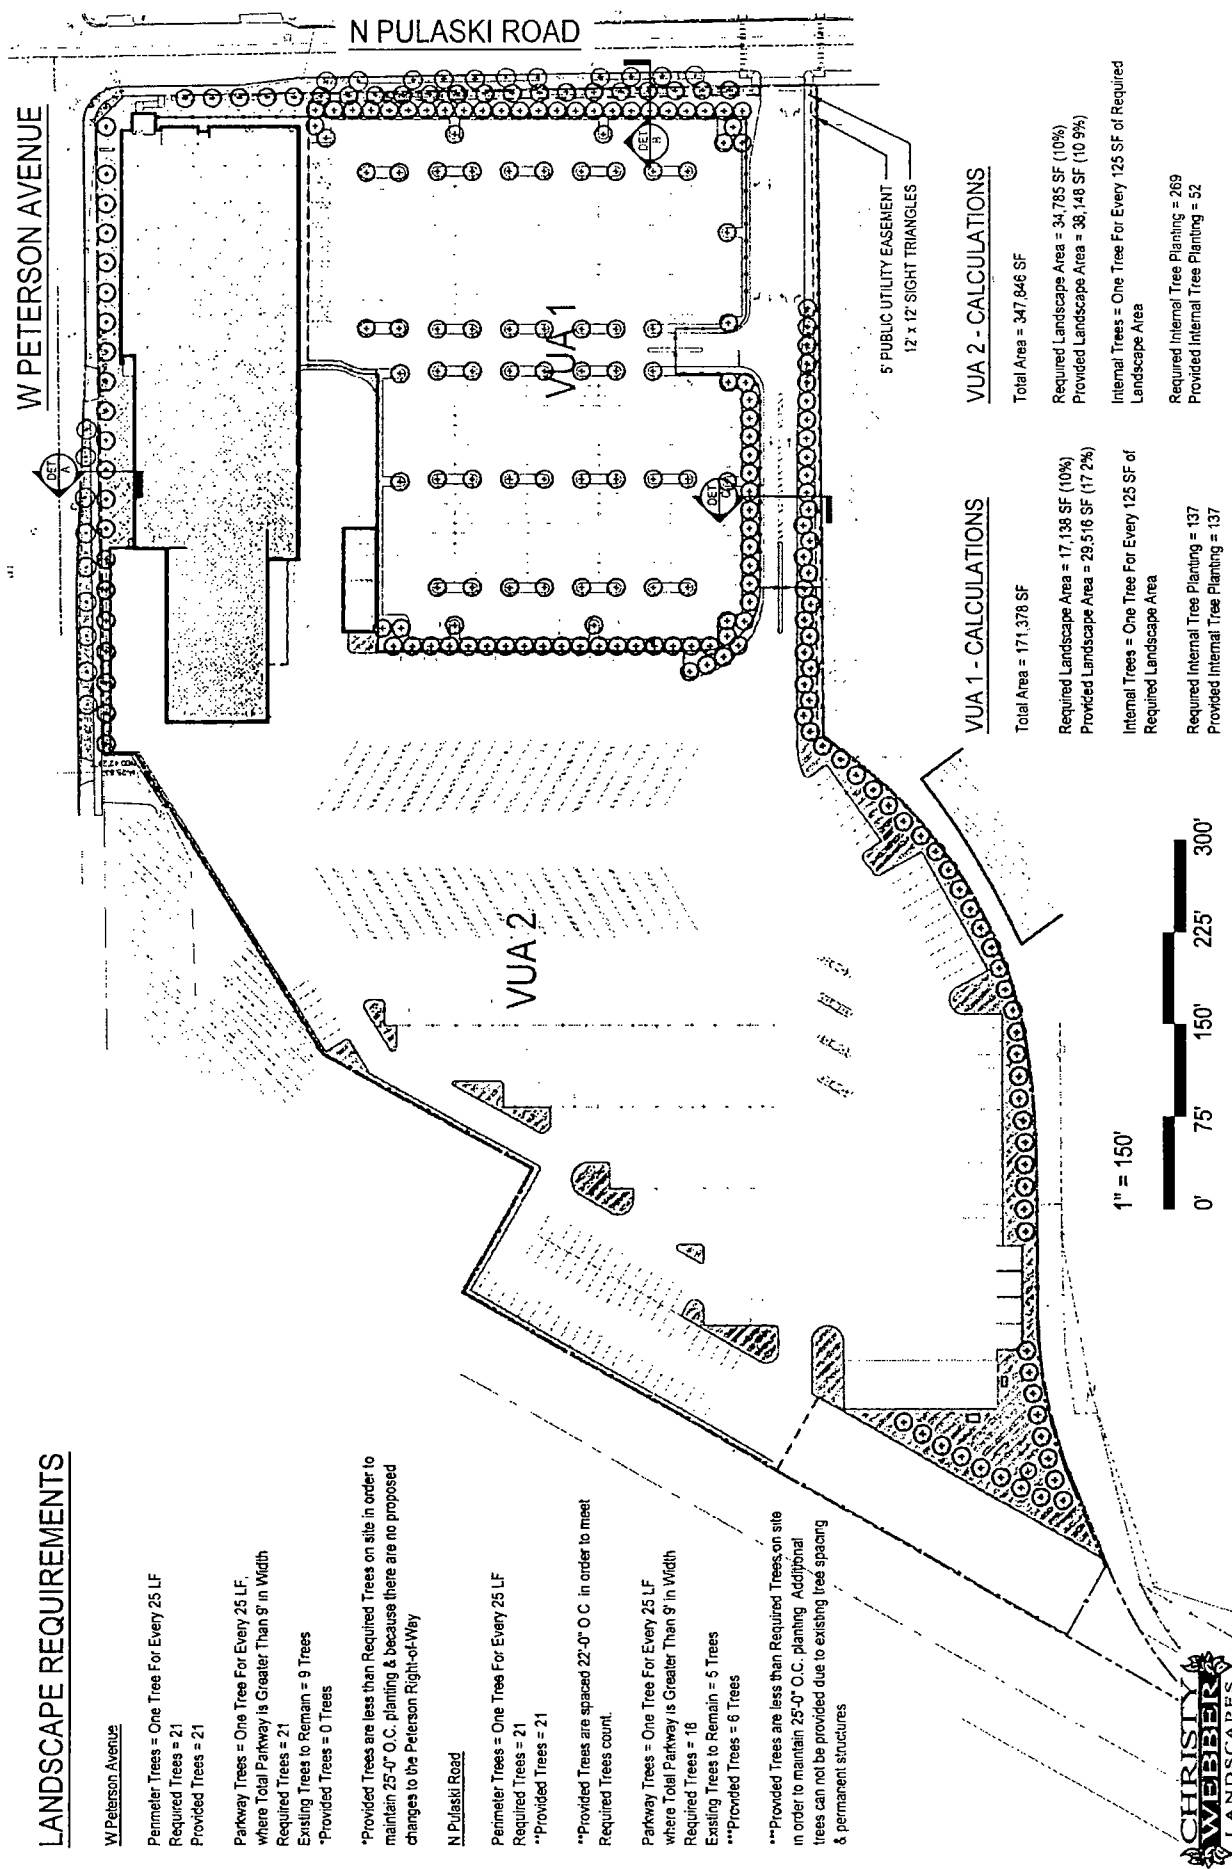 LANDSCAPE REQUIREMENTS
W Peterson Avenue
Perimeter Trees = One Tree For Every 25 LF
Required Trees = 21
Provided Trees = 21
Parkway Trees = One Tree For Every 25 LF,
where Total Parkway is Greater Than 9' in Width
Required Trees = 21
Existing Trees to Remain = 9 Trees
*Provided Trees = 0 Trees
*Provided Trees are less than Required Trees on site in order to
maintain 25'-0" O.C. planting & because there are no proposed
changes to the Peterson Right-of-Way
N Pulaski Road
Perimeter Trees = One Tree For Every 25 LF
Required Trees = 21
**Provided Trees = 21
**Provided Trees are spaced 22'-0" O C in order to meet
Required Trees count.
Parkway Trees = One Tree For Every 25 LF
where Total Parkway is Greater Than 9' in Width
Required Trees = 18
Existing Trees to Remain = 5 Trees
***Provided Trees = 6 Trees
***Provided Trees are less than Required Trees on site
in order to maintain 25'-0" O.C. planting Additional
trees can not be provided due to existing tree spacing
& permanent structures
CHRISTY
WEBBER
LANDSCAPES
W PETERSON AVENUE
N PULASKI ROAD
DET
A
DET
B
DET
C
VUA 1
VUA 2
5' PUBLIC UTILITY EASEMENT
12' x 12' SIGHT TRIANGLES
1" = 150'
0' 75' 150' 225' 300'
VUA 1 - CALCULATIONS
Total Area = 171,378 SF
Required Landscape Area = 17,138 SF (10%)
Provided Landscape Area = 29,516 SF (17 2%)
Internal Trees = One Tree For Every 125 SF of
Required Landscape Area
Required Internal Tree Planting = 137
Provided Internal Tree Planting = 137
VUA 2 - CALCULATIONS
Total Area = 347,846 SF
Required Landscape Area = 34,785 SF (10%)
Provided Landscape Area = 38,148 SF (10 9%)
Internal Trees = One Tree For Every 125 SF of Required
Landscape Area
Required Internal Tree Planting = 269
Provided Internal Tree Planting = 52